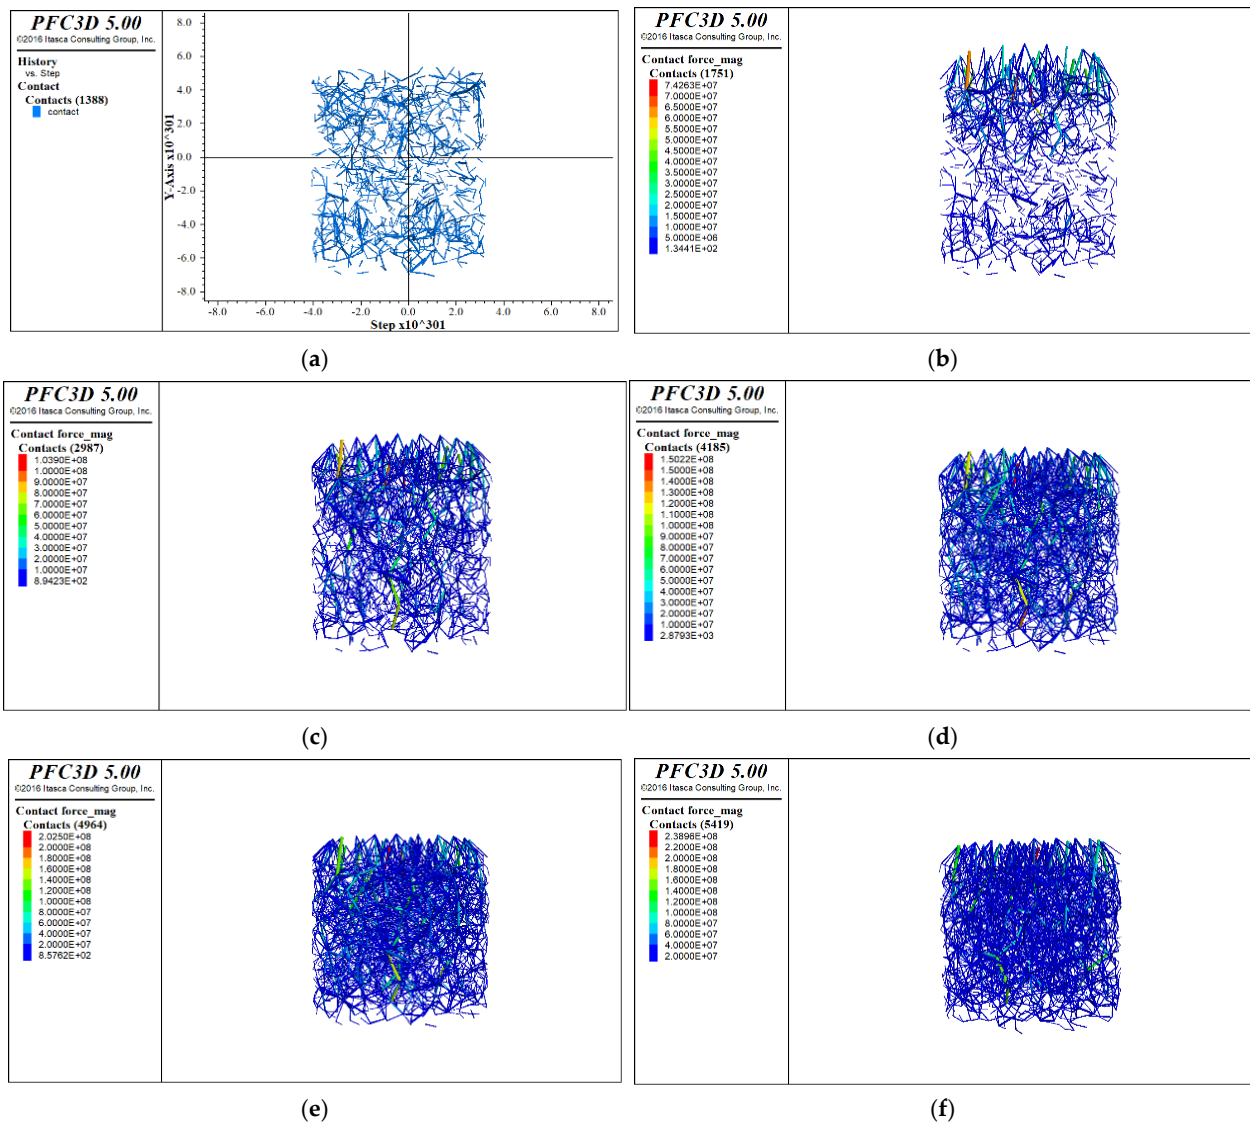 PFC3D 5.00
©2016 Itasca Consulting Group, Inc.
History
vs. Step
Contact
Contacts (1388)
contact
8.0
6.0
4.0
2.0
0.0
-2.0
-4.0
-6.0
-8.0
Y-Axis x10^301
-8.0 -6.0 -4.0 -2.0 0.0 2.0 4.0 6.0 8.0
Step x10^301
(a)
PFC3D 5.00
©2016 Itasca Consulting Group, Inc.
Contact force_mag
Contacts (1751)
7.4263E+07
7.0000E+07
6.5000E+07
6.0000E+07
5.5000E+07
5.0000E+07
4.5000E+07
4.0000E+07
3.5000E+07
3.0000E+07
2.5000E+07
2.0000E+07
1.5000E+07
1.0000E+07
5.0000E+06
1.3441E+02
(b)
PFC3D 5.00
©2016 Itasca Consulting Group, Inc.
Contact force_mag
Contacts (2987)
1.0390E+08
1.0000E+08
9.0000E+07
8.0000E+07
7.0000E+07
6.0000E+07
5.0000E+07
4.0000E+07
3.0000E+07
2.0000E+07
1.0000E+07
8.9423E+02
(c)
PFC3D 5.00
©2016 Itasca Consulting Group, Inc.
Contact force_mag
Contacts (4185)
1.5022E+08
1.5000E+08
1.4000E+08
1.3000E+08
1.2000E+08
1.1000E+08
1.0000E+08
9.0000E+07
8.0000E+07
7.0000E+07
6.0000E+07
5.0000E+07
4.0000E+07
3.0000E+07
2.0000E+07
1.0000E+07
2.8793E+03
(d)
PFC3D 5.00
©2016 Itasca Consulting Group, Inc.
Contact force_mag
Contacts (4964)
2.0250E+08
2.0000E+08
1.8000E+08
1.6000E+08
1.4000E+08
1.2000E+08
1.0000E+08
8.0000E+07
6.0000E+07
4.0000E+07
2.0000E+07
8.5762E+02
(e)
PFC3D 5.00
©2016 Itasca Consulting Group, Inc.
Contact force_mag
Contacts (5419)
2.3896E+08
2.2000E+08
2.0000E+08
1.8000E+08
1.6000E+08
1.4000E+08
1.2000E+08
1.0000E+08
8.0000E+07
6.0000E+07
4.0000E+07
2.0000E+07
(f)